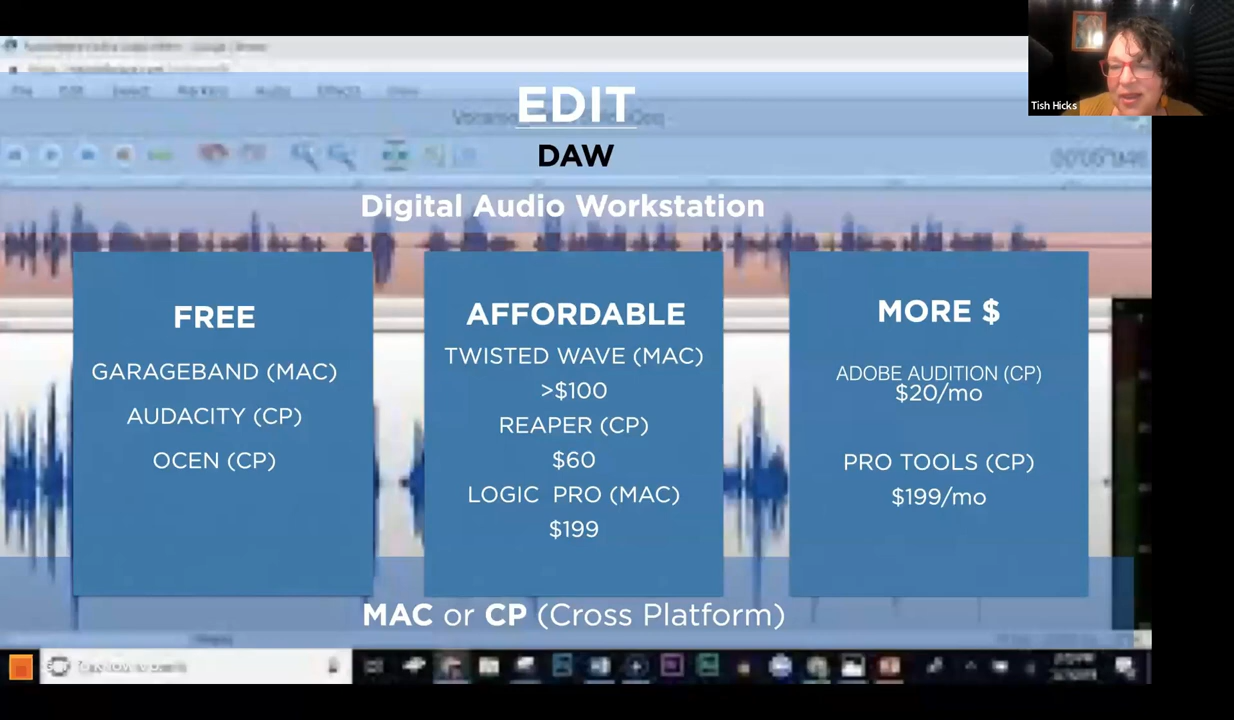 Tish Hicks
EDIT
DAW
Digital Audio Workstation
FREE
GARAGEBAND (MAC)
AUDACITY (CP)
OCEN (CP)
AFFORDABLE
TWISTED WAVE (MAC)
>$100
REAPER (CP)
$60
LOGIC PRO (MAC)
$199
MORE $
ADOBE AUDITION (CP)
$20/mo
PRO TOOLS (CP)
$199/mo
MAC or CP (Cross Platform)